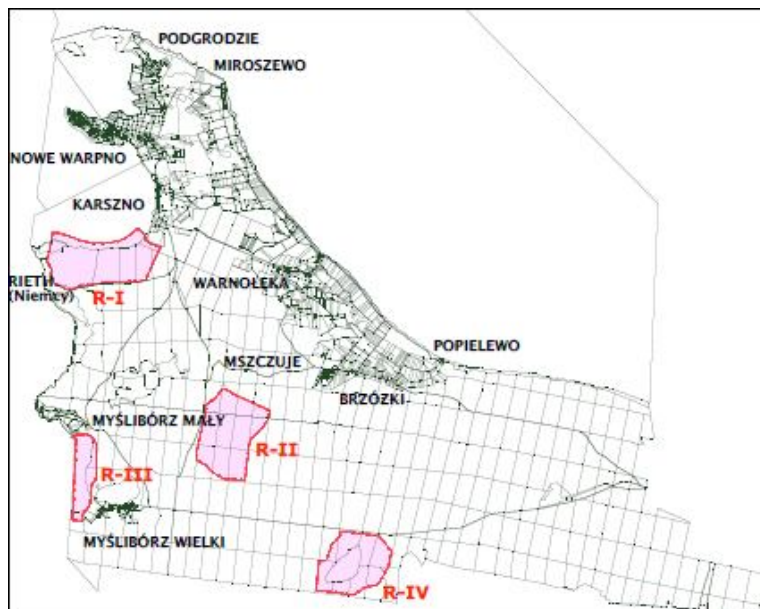 PODGRODZIE
MIROSZEWO
NOWE WARPNO
KARSZNO
RIETH
(Niemcy)
R-I
WARNOŁĘKA
MSZCZUJE
POPIELEWO
BRZÓZKI
MYŚLIBÓRZ MAŁY
R-II
R-III
MYŚLIBÓRZ WIELKI
R-IV